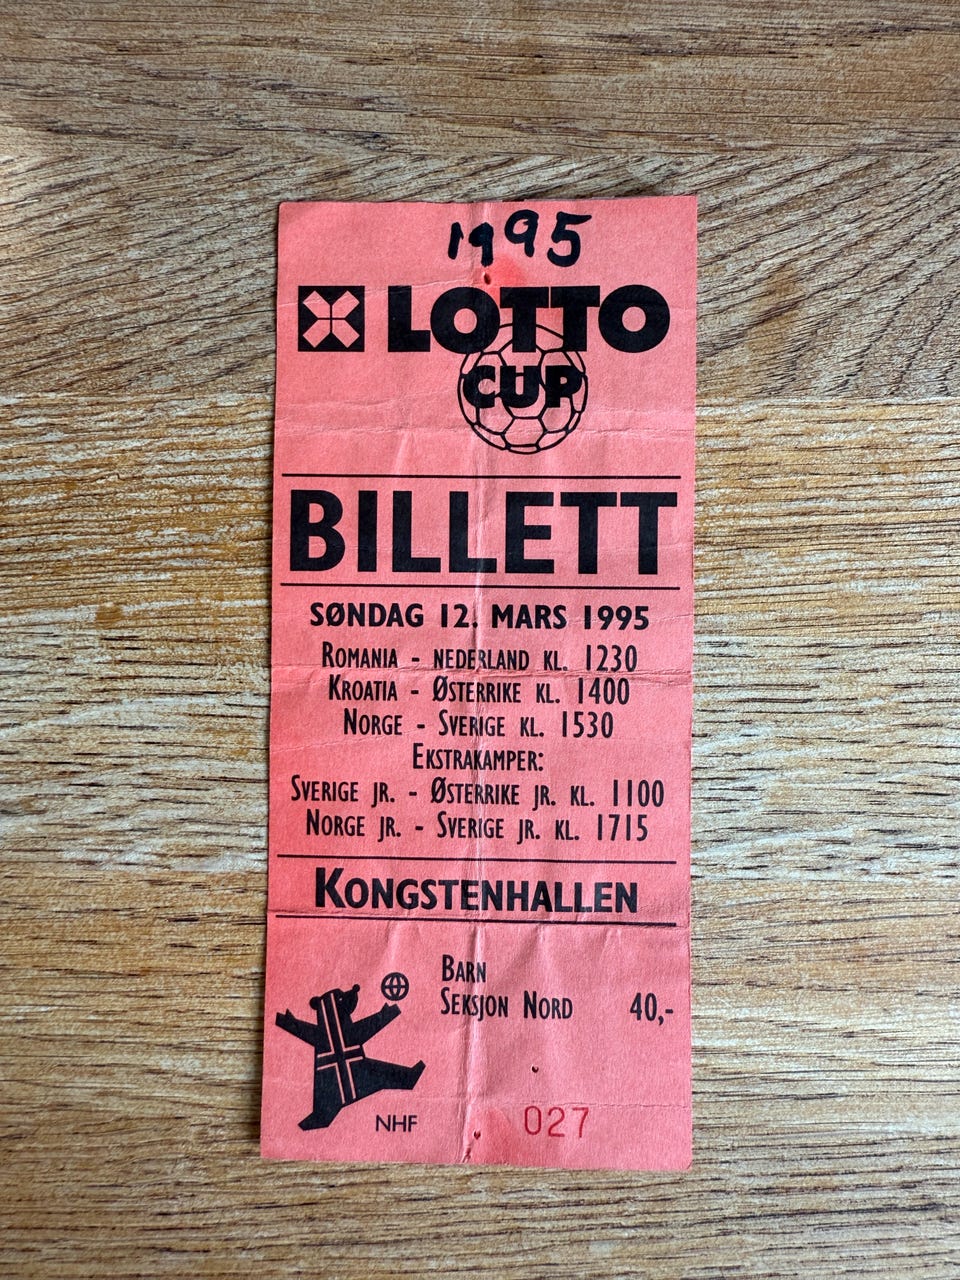 1995
LOTTO
CUP
BILLETT
SØNDAG 12. MARS 1995
ROMANIA - NEDERLAND KL. 1230
KROATIA - ØSTERRIKE KL. 1400
NORGE - SVERIGE KL. 1530
EKSTRAKAMPER:
SVERIGE JR. - ØSTERRIKE JR. KL. 1100
NORGE JR. - SVERIGE JR. KL. 1715
KONGSTENHALLEN
BARN
SEKSJON NORD 40,-
NHF
027